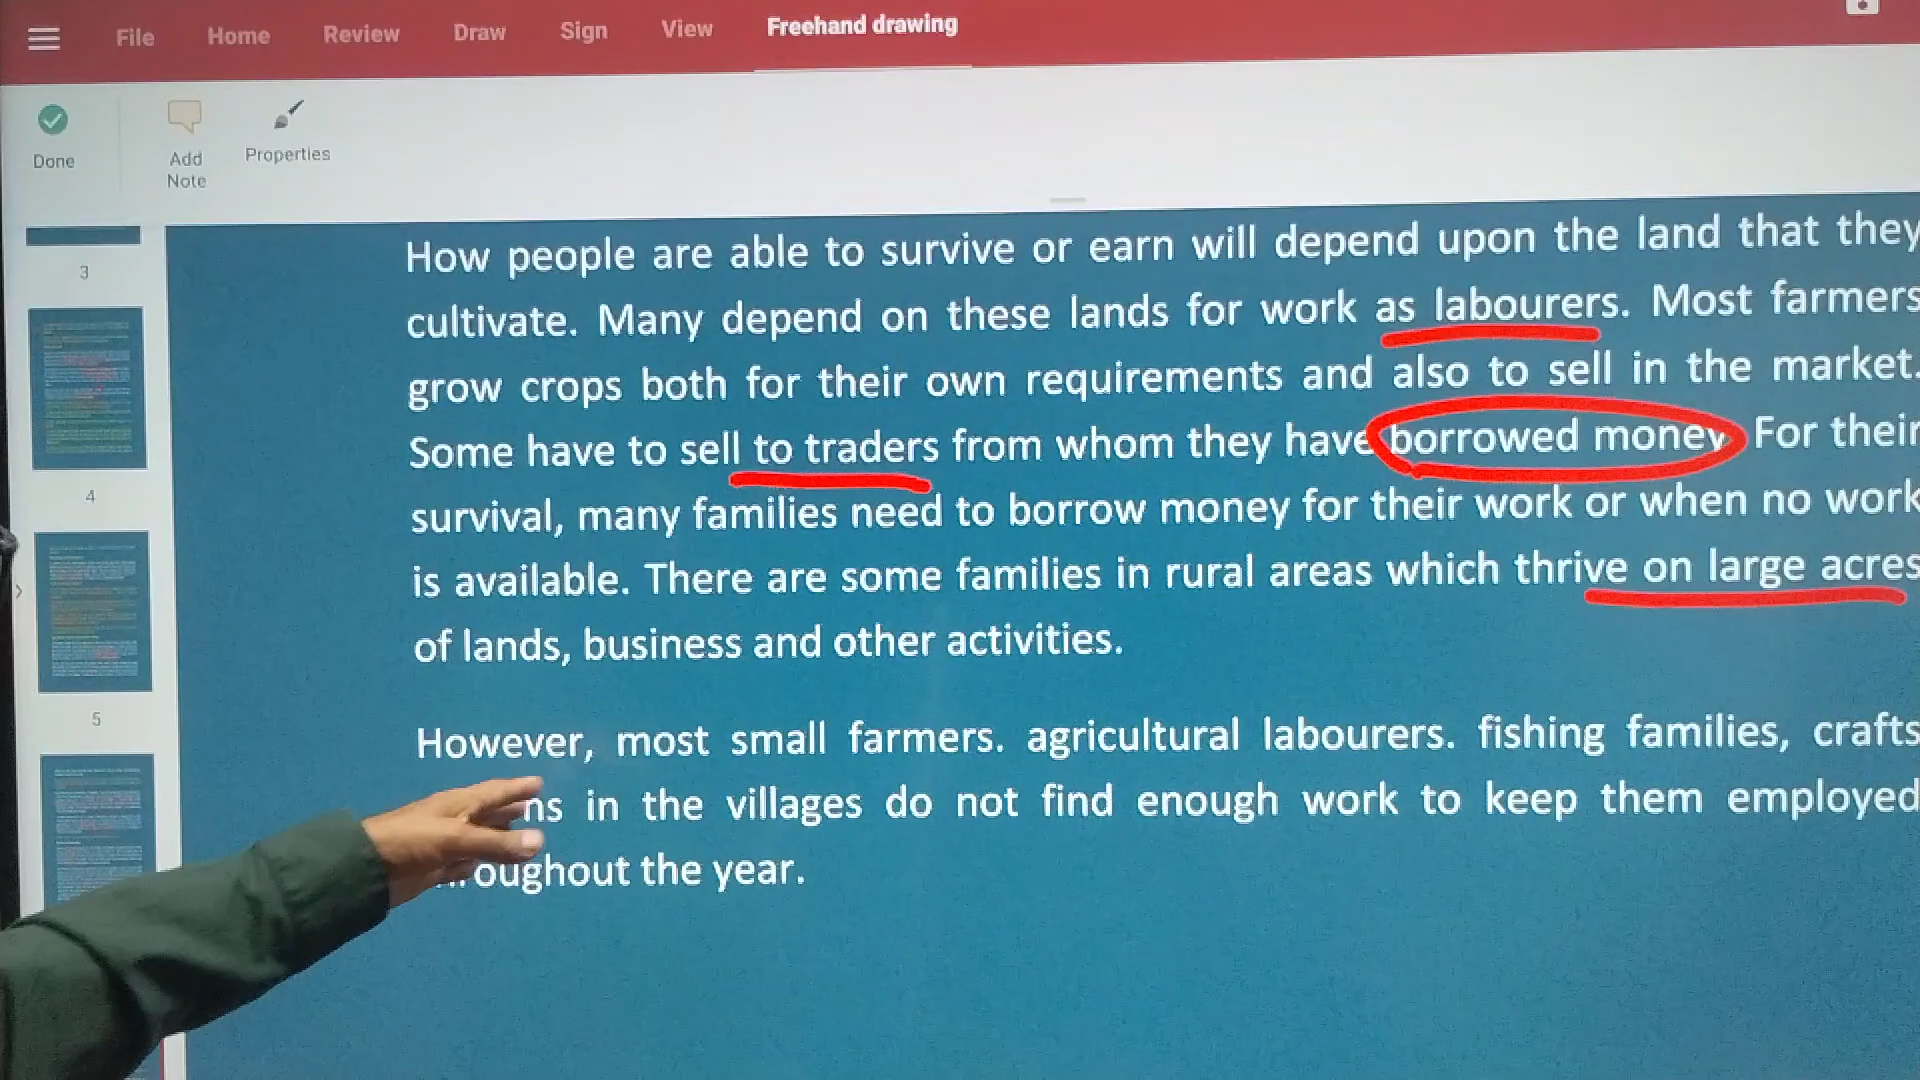 File Home Review Draw Sign View Freehand drawing
Done
Add Note
Properties
3
4
5
How people are able to survive or earn will depend upon the land that they
cultivate. Many depend on these lands for work as labourers. Most farmers
grow crops both for their own requirements and also to sell in the market.
Some have to sell to traders from whom they have borrowed money. For their
survival, many families need to borrow money for their work or when no work
is available. There are some families in rural areas which thrive on large acres
of lands, business and other activities.
However, most small farmers. agricultural labourers. fishing families, crafts
in the villages do not find enough work to keep them employed
the year.